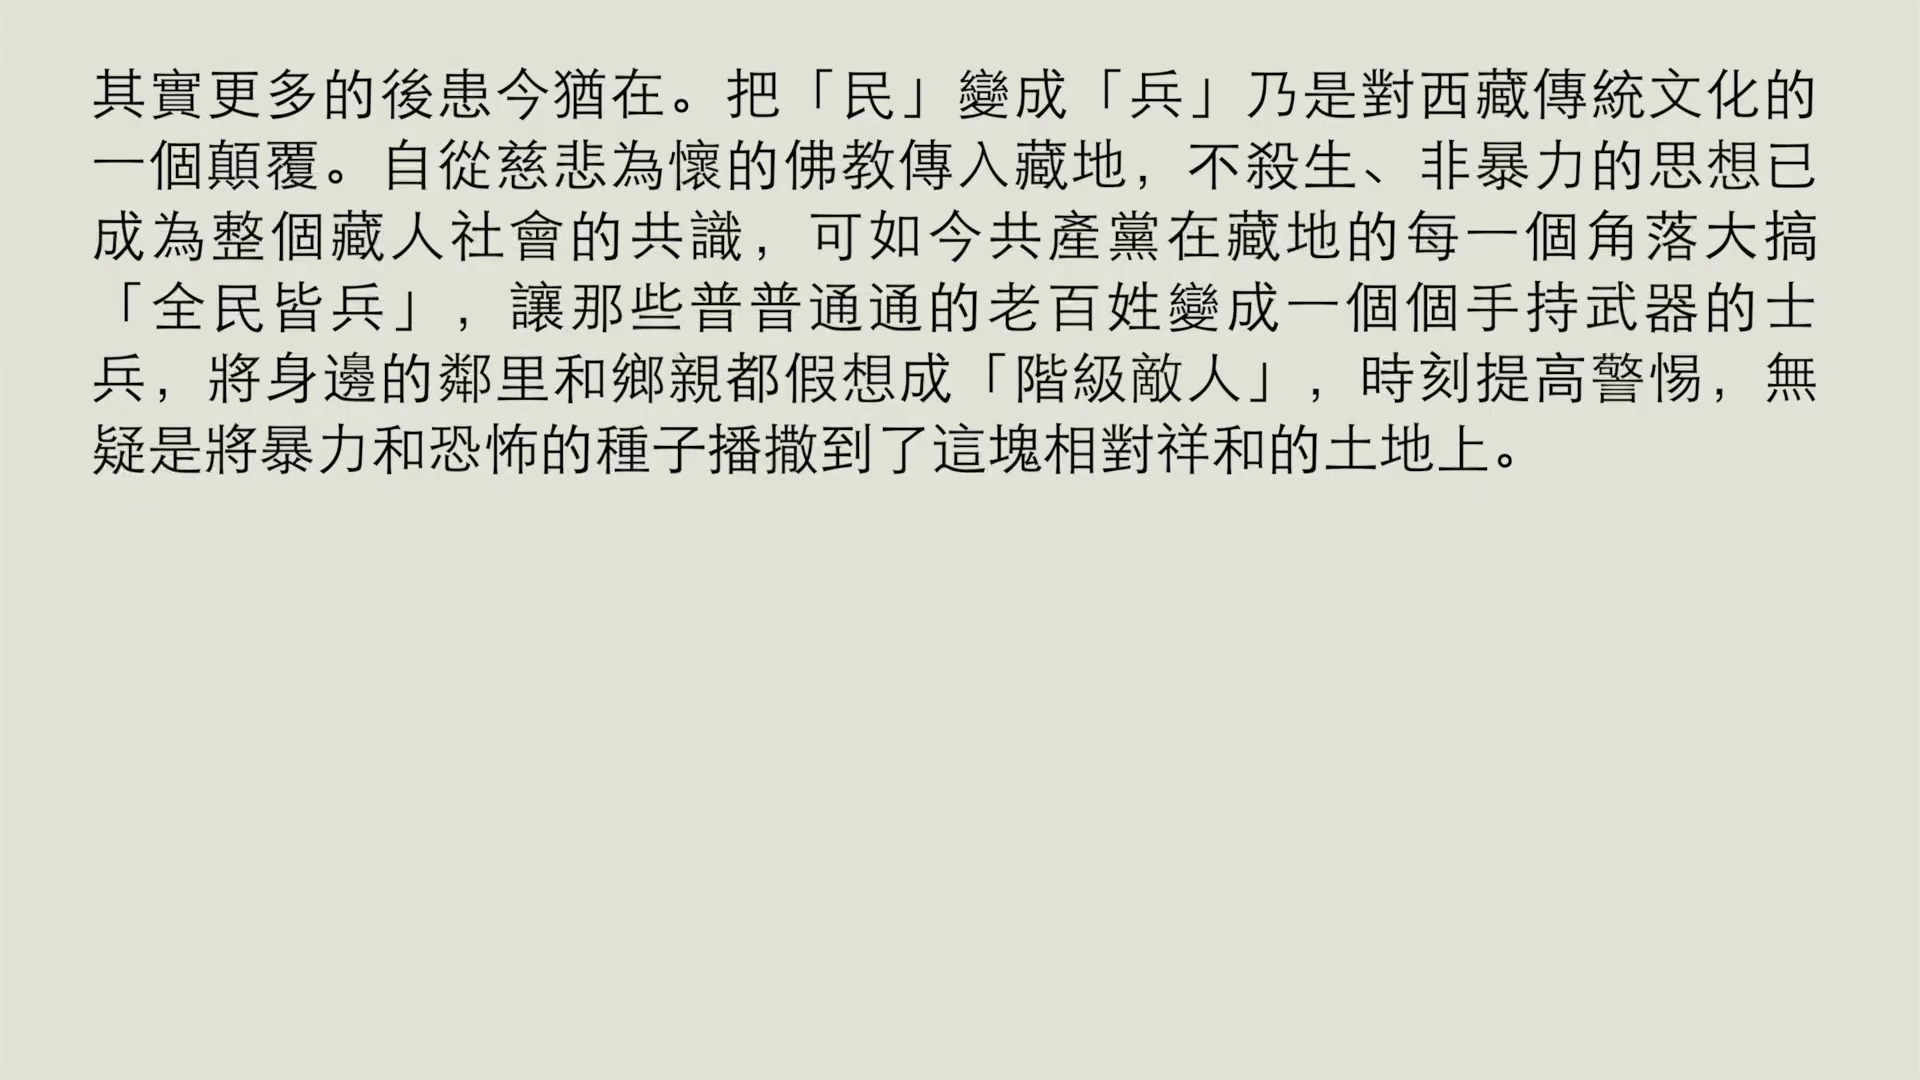 其實更多的後患今猶在。把「民」變成「兵」乃是對西藏傳統文化的
一個顛覆。自從慈悲為懷的佛教傳入藏地，不殺生、非暴力的思想已
成為整個藏人社會的共識，可如今共產黨在藏地的每一個角落大搞
「全民皆兵」，讓那些普普通通的老百姓變成一個個手持武器的士
兵，將身邊的鄰里和鄉親都假想成「階級敵人」，時刻提高警惕，無
疑是將暴力和恐怖的種子播撒到了這塊相對祥和的土地上。